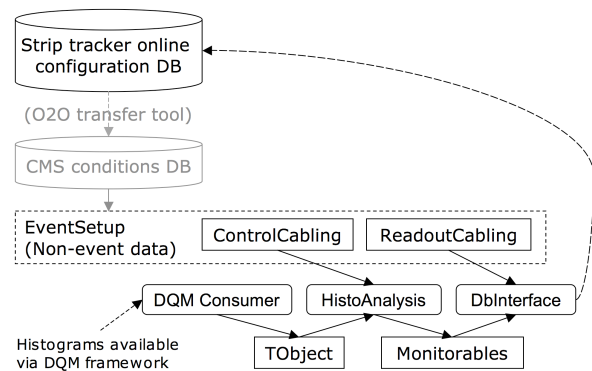 Strip tracker online
configuration DB
(O2O transfer tool)
CMS conditions DB
EventSetup
(Non-event data)
ControlCabling
ReadoutCabling
DQM Consumer
HistoAnalysis
DbInterface
Histograms available
via DQM framework
TObject
Monitorables